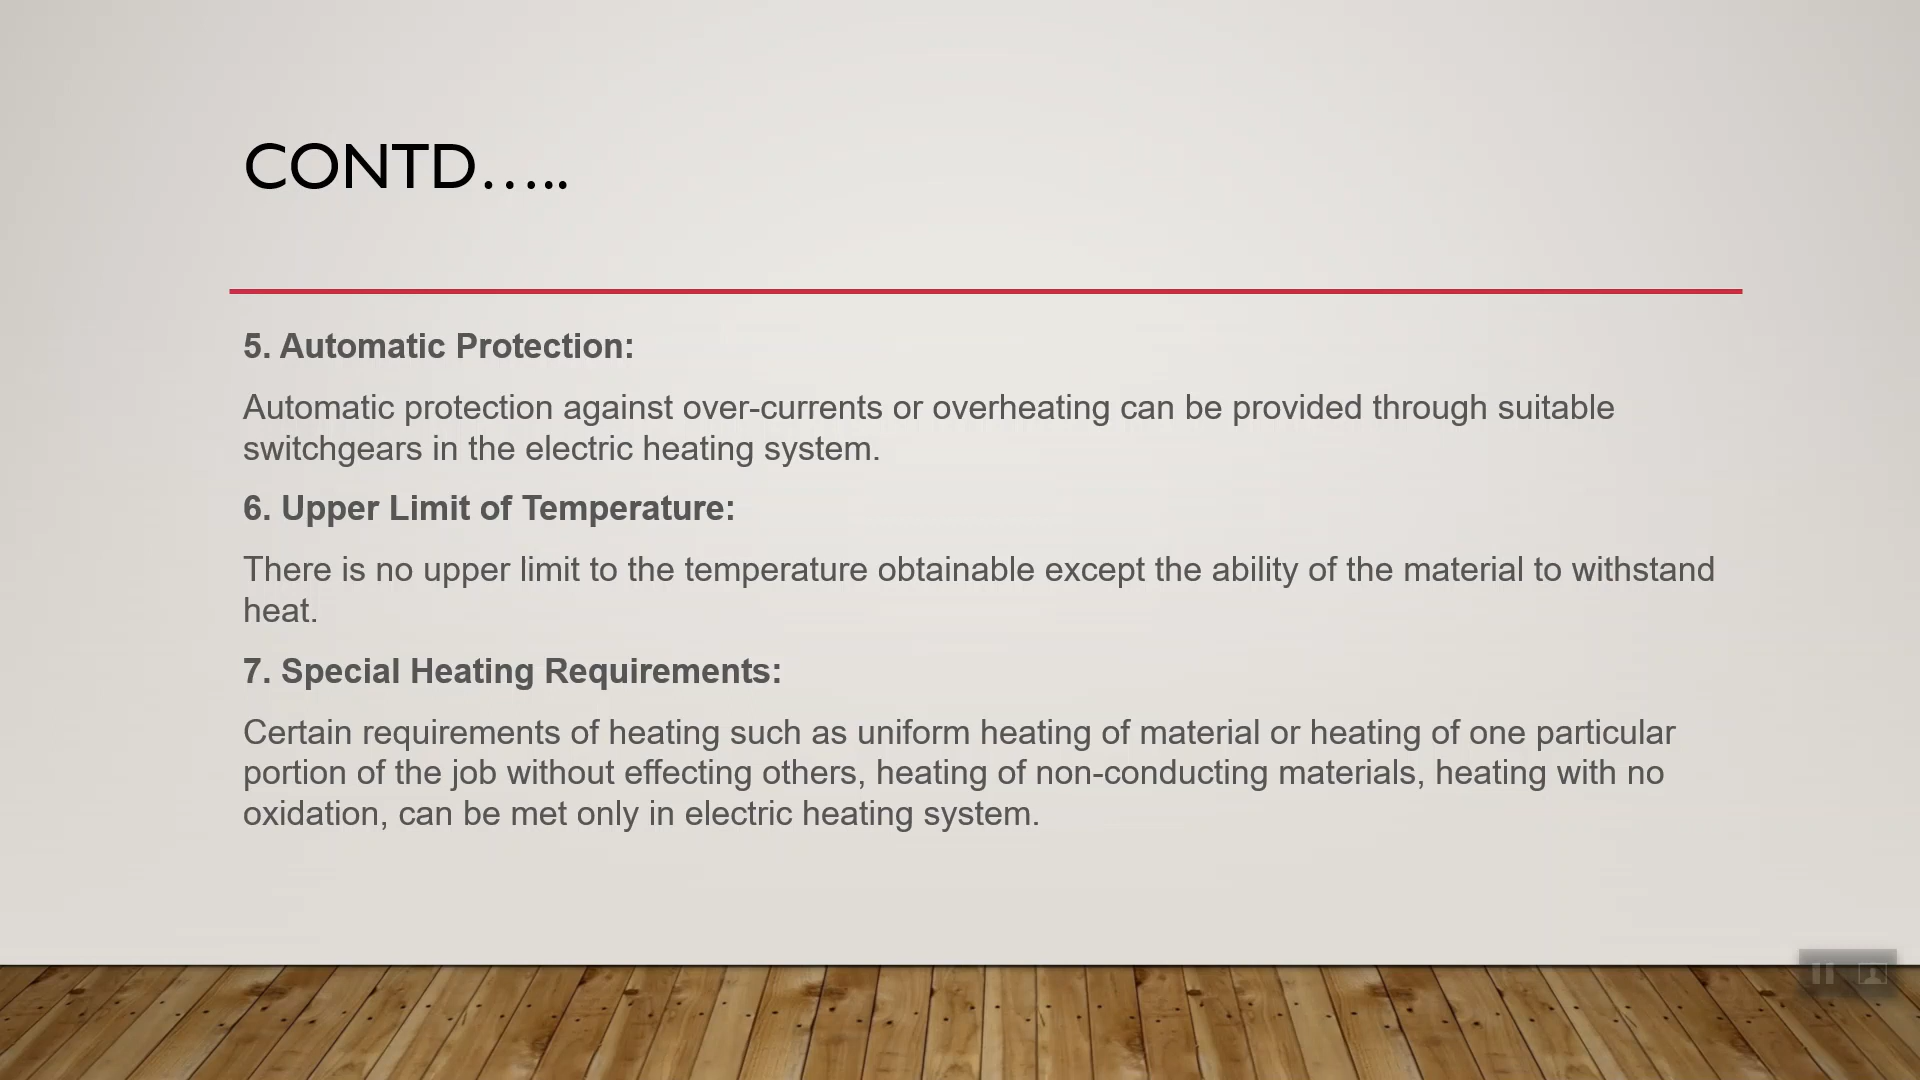 CONTD…..
5. Automatic Protection:
Automatic protection against over-currents or overheating can be provided through suitable
switchgears in the electric heating system.
6. Upper Limit of Temperature:
There is no upper limit to the temperature obtainable except the ability of the material to withstand
heat.
7. Special Heating Requirements:
Certain requirements of heating such as uniform heating of material or heating of one particular
portion of the job without effecting others, heating of non-conducting materials, heating with no
oxidation, can be met only in electric heating system.